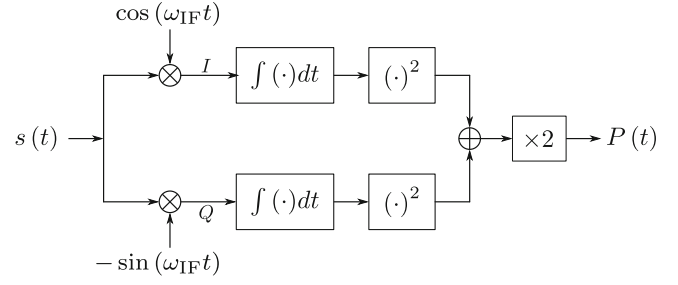 cos (ω_IF t)
I
∫ (·)dt
(·)²
s (t)
×2
P (t)
Q
∫ (·)dt
(·)²
− sin (ω_IF t)